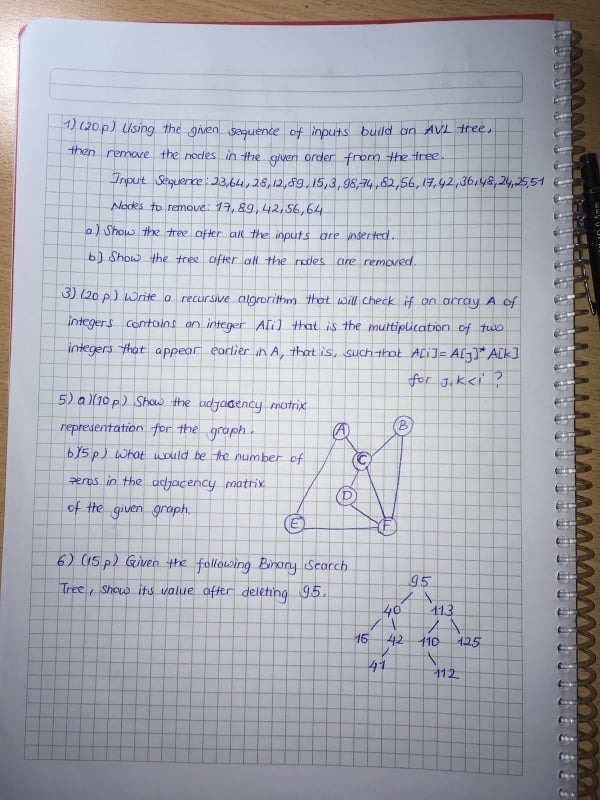 1) (20p) Using the given sequence of inputs build an AVL tree,
then remove the nodes in the given order from the tree.
Input Sequence: 23,64,28,12,89,15,3,98,74,82,56,17,42,36,48,24,25,51
Nodes to remove: 17,89,42,56,64
a) Show the tree after all the inputs are inserted.
b) Show the tree after all the nodes are removed.
3) (20p) Write a recursive algrorithm that will check if an array A of
integers contains an integer A[i] that is the multiplication of two
integers that appear earlier in A, that is, such that A[i]= A[j]* A[k]
for j,k<i ?
5) a)(10p) Show the adjacency matrix
representation for the graph.
b)(5p) What would be the number of
zeros in the adjacency matrix
of the given graph.
A
B
C
D
E
F
6) (15p) Given the following Binary Search
Tree, show its value after deleting 95.
95
40 113
15 42 110 125
41 112